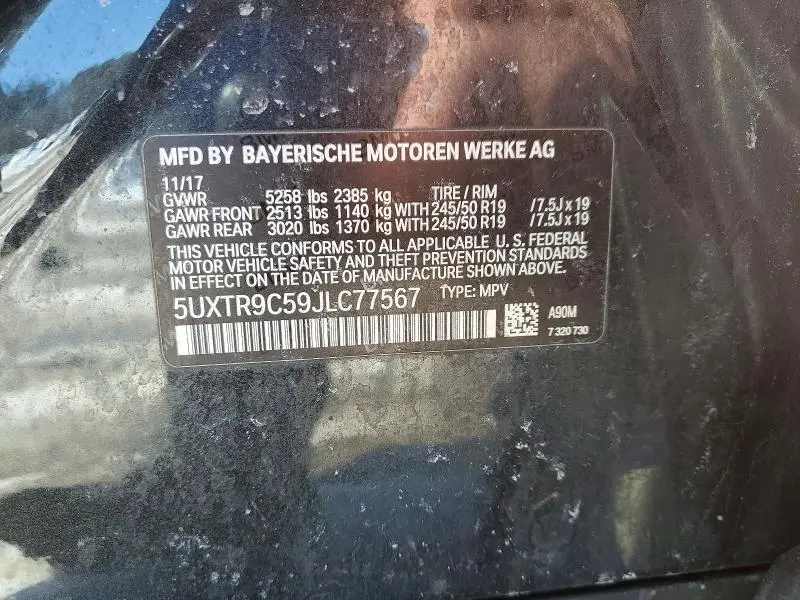 MFD BY BAYERISCHE MOTOREN WERKE AG
11/17
GVWR 5258 lbs 2385 kg TIRE / RIM
GAWR FRONT 2513 lbs 1140 kg WITH 245/50 R19 /7.5J x 19
GAWR REAR 3020 lbs 1370 kg WITH 245/50 R19 /7.5J x 19
THIS VEHICLE CONFORMS TO ALL APPLICABLE U. S. FEDERAL
MOTOR VEHICLE SAFETY AND THEFT PREVENTION STANDARDS
IN EFFECT ON THE DATE OF MANUFACTURE SHOWN ABOVE.
5UXTR9C59JLC77567 TYPE: MPV
A90M
7 320 730